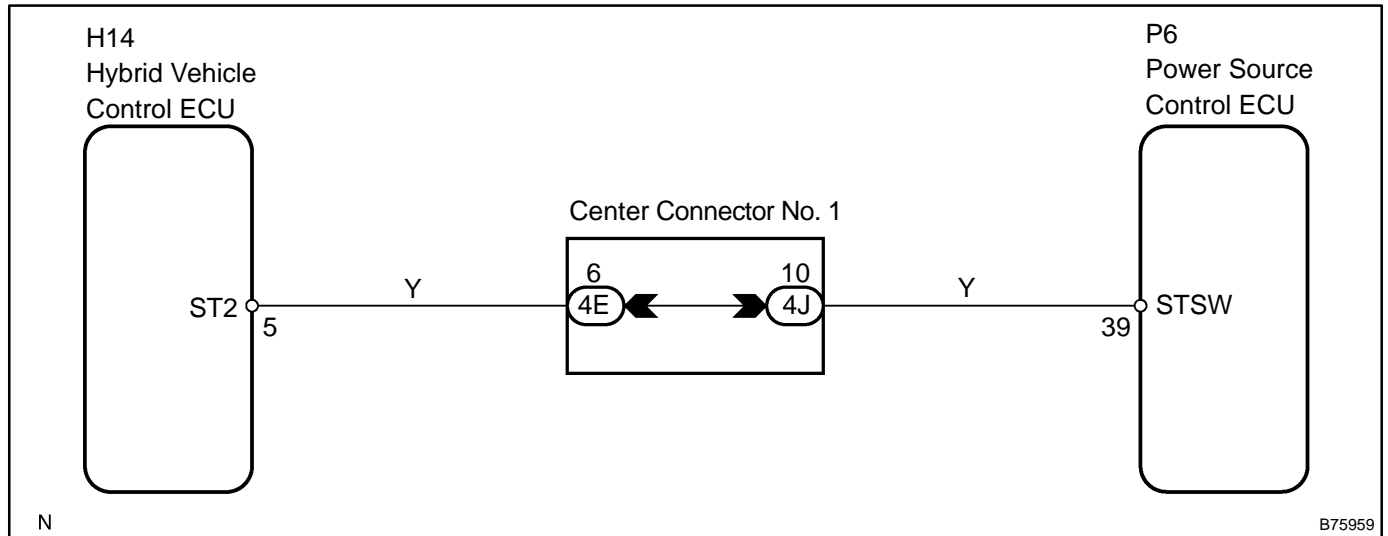 H14
Hybrid Vehicle
Control ECU
P6
Power Source
Control ECU
Center Connector No. 1
ST2
5
Y
6
4E
10
4J
Y
39
STSW
N
B75959